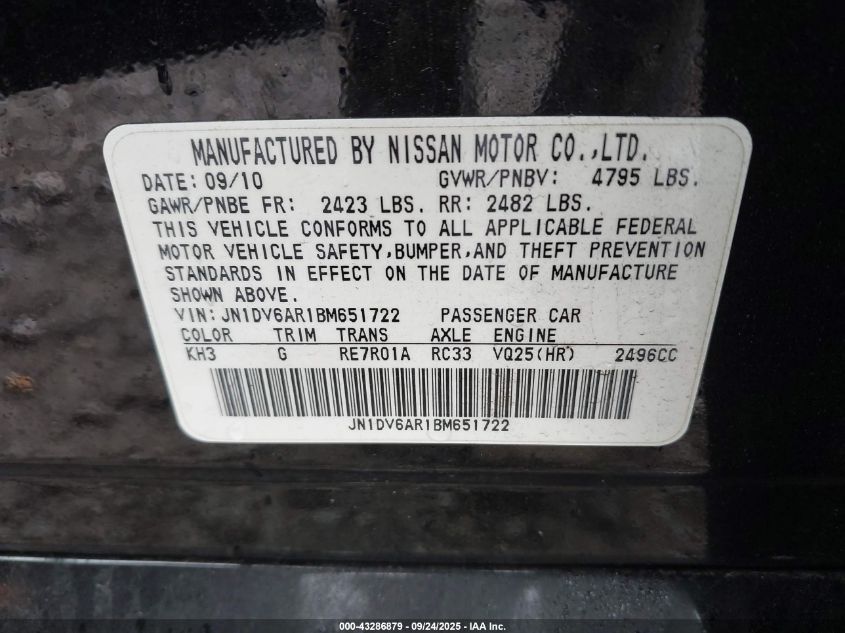 MANUFACTURED BY NISSAN MOTOR CO.,LTD.
DATE: 09/10 GVWR/PNBV: 4795 LBS.
GAWR/PNBE FR: 2423 LBS. RR: 2482 LBS.
THIS VEHICLE CONFORMS TO ALL APPLICABLE FEDERAL
MOTOR VEHICLE SAFETY,BUMPER,AND THEFT PREVENTION
STANDARDS IN EFFECT ON THE DATE OF MANUFACTURE
SHOWN ABOVE.
VIN: JN1DV6AR1BM651722 PASSENGER CAR
COLOR TRIM TRANS AXLE ENGINE
KH3 G RE7R01A RC33 VQ25(HR) 2496CC
JN1DV6AR1BM651722
000-43286879 - 09/24/2025 - IAA Inc.